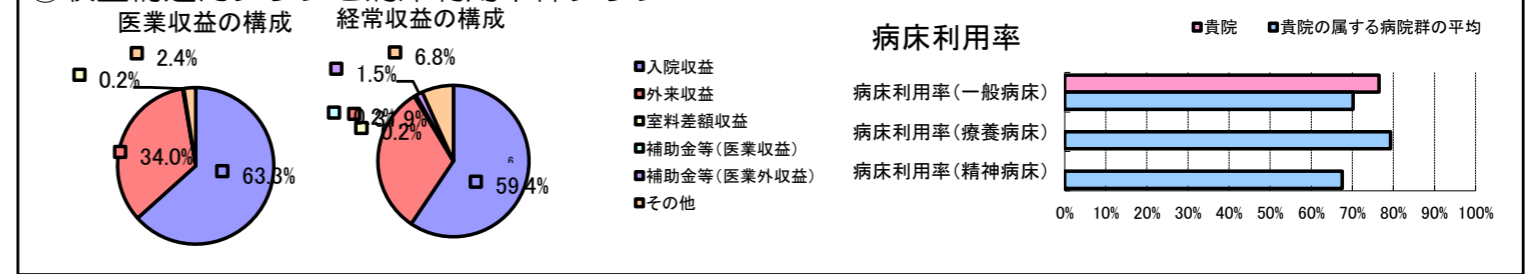 医業収益の構成
2.4%
0.2%
34.0%
63.3%
経常収益の構成
6.8%
1.5%
0.2%
31.9%
0.2%
59.4%
入院収益
外来収益
室料差額収益
補助金等(医業収益)
補助金等(医業外収益)
その他
病床利用率
貴院
貴院の属する病院群の平均
病床利用率(一般病床)
病床利用率(療養病床)
病床利用率(精神病床)
0% 10% 20% 30% 40% 50% 60% 70% 80% 90% 100%